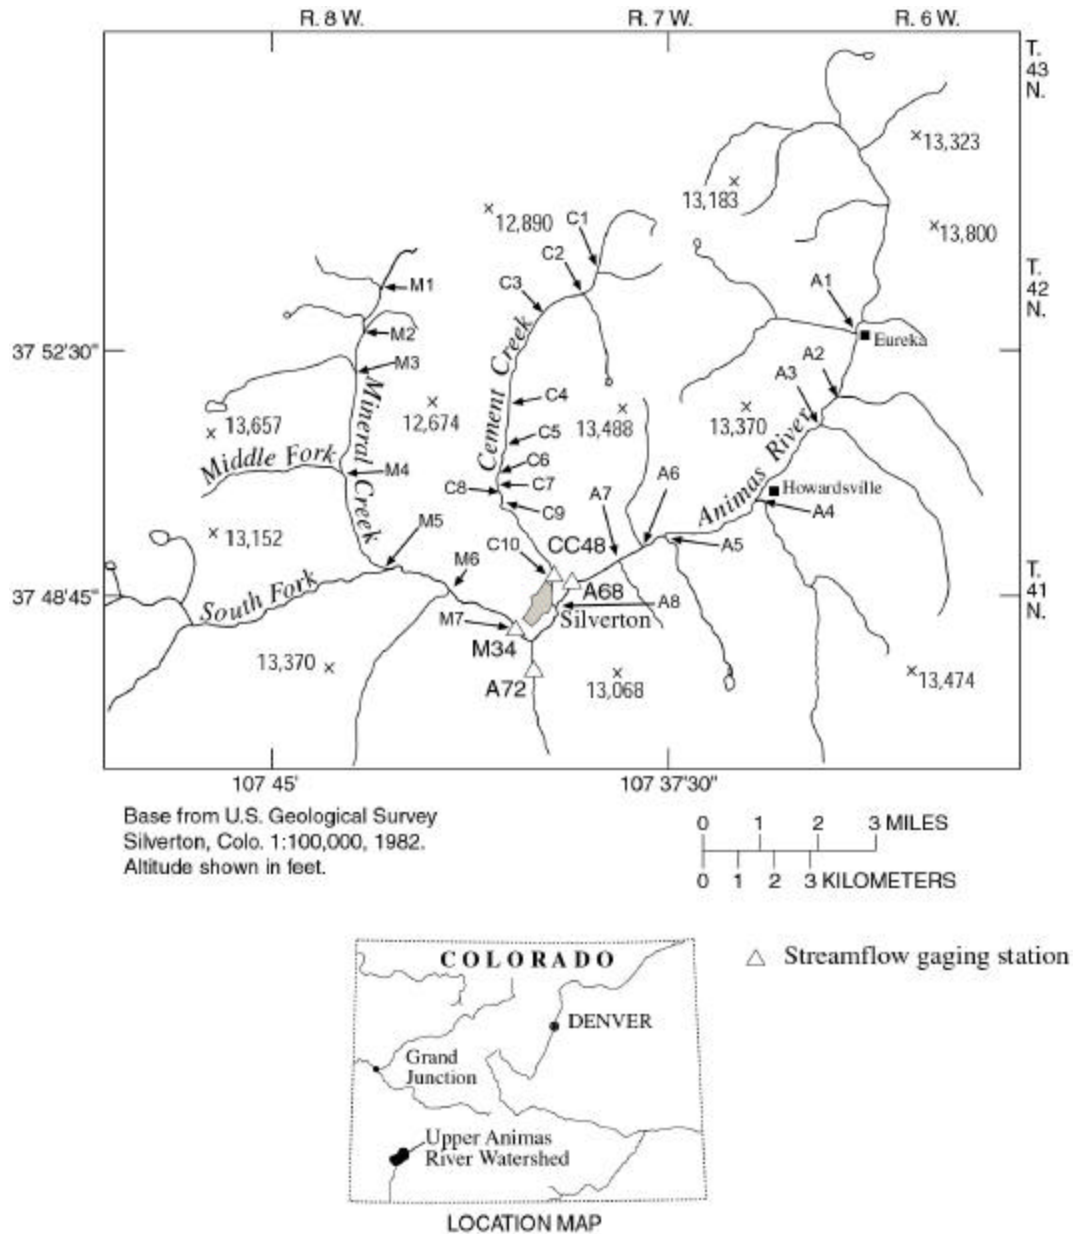 R. 8 W.
R. 7 W.
R. 6 W.
T.
43
N.
13,323
13,183
12,890
C1
13,800
C2
M1
C3
A1
T.
42
N.
M2
Eureka
37 52'30"
M3
A2
A3
Cement Creek
Mineral Creek
C4
12,674
13,488
13,370
13,657
C5
Middle Fork
M4
C6
C7
C8
A6
Animas River
Howardsville
A7
C9
A4
M5
13,152
C10
CC48
A5
M6
T.
41
N.
37 48'45"
South Fork
A68
A8
M7
Silverton
M34
13,370
A72
13,068
13,474
107 45'
107 37'30"
Base from U.S. Geological Survey
Silverton, Colo. 1:100,000, 1982.
Altitude shown in feet.
0 1 2 3 MILES
0 1 2 3 KILOMETERS
COLORADO
DENVER
Grand
Junction
Upper Animas
River Watershed
LOCATION MAP
Streamflow gaging station